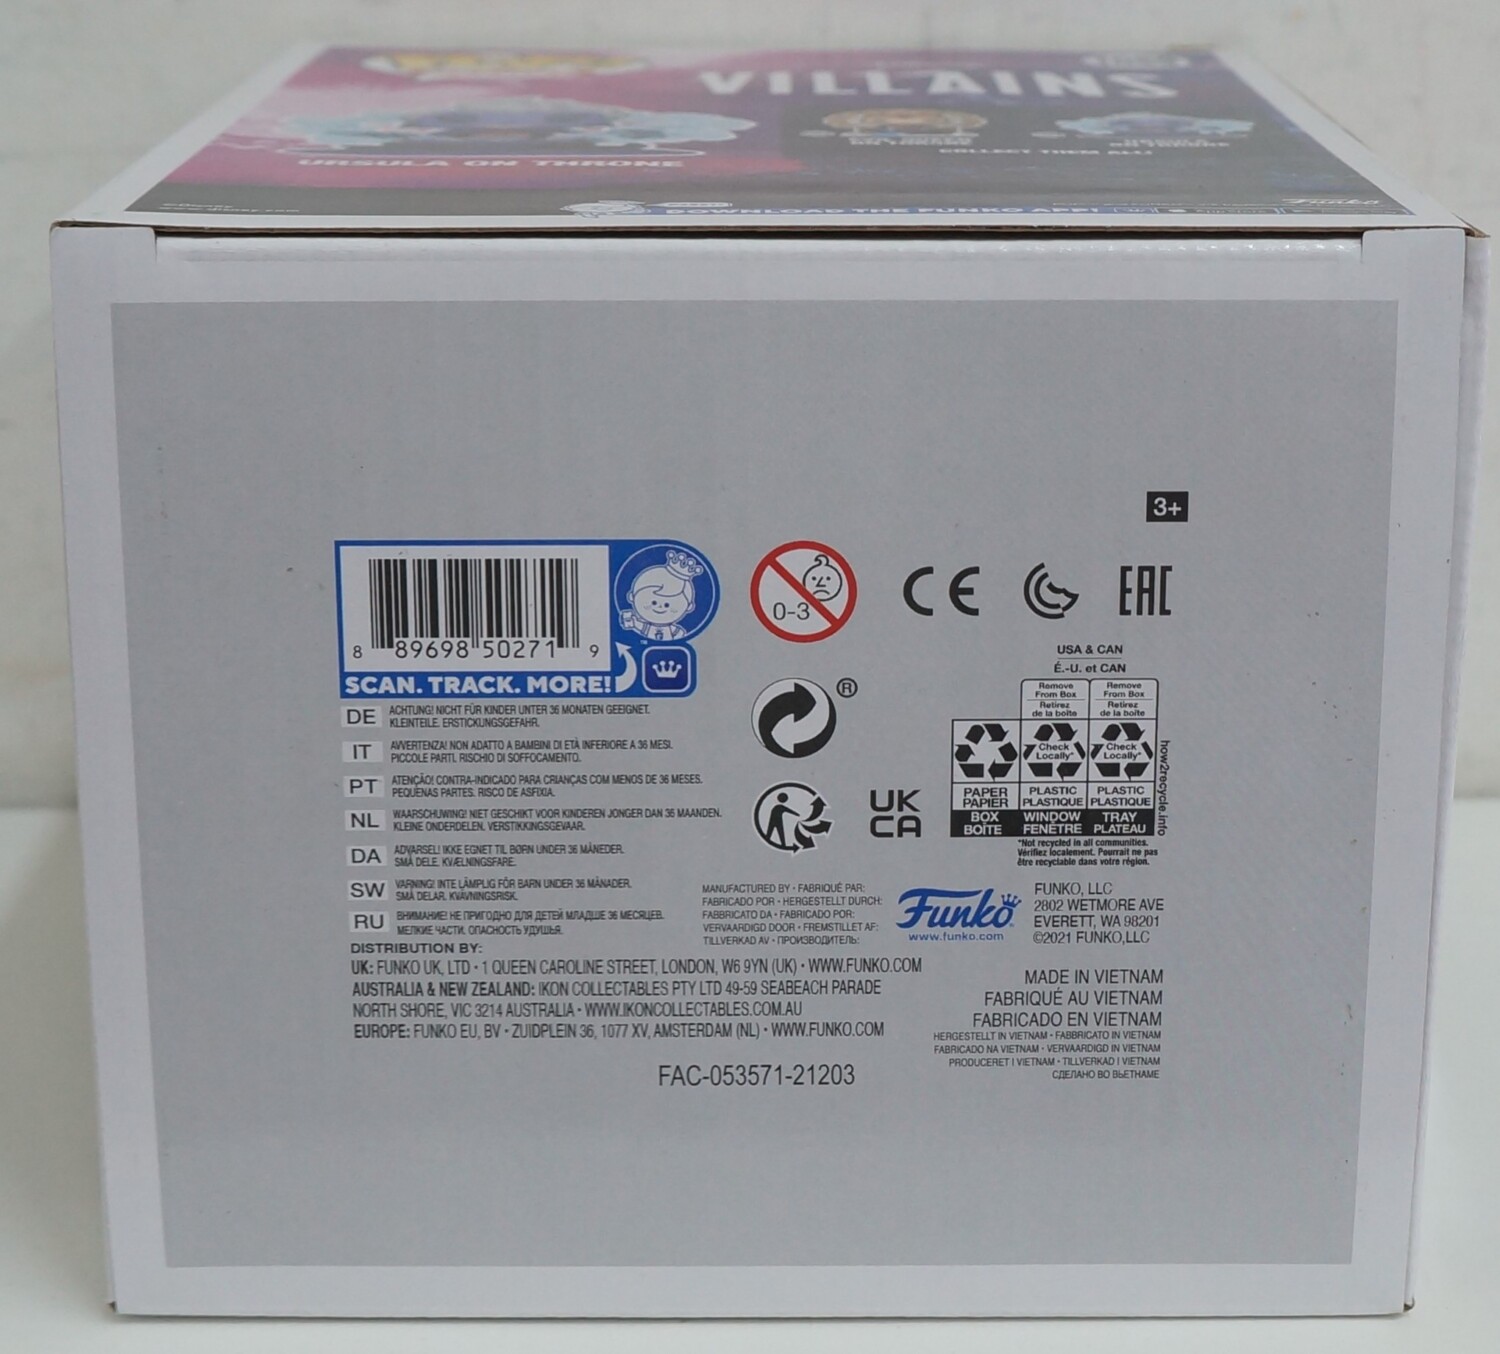 VILLAINS
URSULA ON THRONE
ON THRONE
COLLECT THEM ALL!
DOWNLOAD THE FUNKO APP!
Funko
3+
8 89698 50271 9
SCAN. TRACK. MORE!
™
0-3
CE
EAC
®
UK
CA
USA & CAN
É.-U. et CAN
Remove
From Box
Retirez
de la boîte
Remove
From Box
Retirez
de la boîte
Check
Locally*
Check
Locally*
PAPER
PAPIER
PLASTIC
PLASTIQUE
PLASTIC
PLASTIQUE
BOX
BOÎTE
WINDOW
FENÊTRE
TRAY
PLATEAU
how2recycle.info
*Not recycled in all communities.
Vérifiez localement. Pourrait ne pas
être recyclable dans votre région.
DE ACHTUNG! NICHT FÜR KINDER UNTER 36 MONATEN GEEIGNET.
KLEINTEILE. ERSTICKUNGSGEFAHR.
IT AVVERTENZA! NON ADATTO A BAMBINI DI ETÀ INFERIORE A 36 MESI.
PICCOLE PARTI. RISCHIO DI SOFFOCAMENTO.
PT ATENÇÃO! CONTRA-INDICADO PARA CRIANÇAS COM MENOS DE 36 MESES.
PEQUENAS PARTES. RISCO DE ASFIXIA.
NL WAARSCHUWING! NIET GESCHIKT VOOR KINDEREN JONGER DAN 36 MAANDEN.
KLEINE ONDERDELEN. VERSTIKKINGSGEVAAR.
DA ADVARSEL! IKKE EGNET TIL BØRN UNDER 36 MÅNEDER.
SMÅ DELE. KVÆLNINGSFARE.
SW VARNING! INTE LÄMPLIG FÖR BARN UNDER 36 MÅNADER.
SMÅ DELAR. KVÄVNINGSRISK.
RU ВНИМАНИЕ! НЕ ПРИГОДНО ДЛЯ ДЕТЕЙ МЛАДШЕ 36 МЕСЯЦЕВ.
МЕЛКИЕ ЧАСТИ. ОПАСНОСТЬ УДУШЬЯ.
MANUFACTURED BY • FABRIQUÉ PAR:
FABRICADO POR • HERGESTELLT DURCH:
FABBRICATO DA • FABRICADO POR:
VERVAARDIGD DOOR • FREMSTILLET AF:
TILLVERKAD AV • ПРОИЗВОДИТЕЛЬ:
Funko
www.funko.com
FUNKO, LLC
2802 WETMORE AVE
EVERETT, WA 98201
©2021 FUNKO,LLC
DISTRIBUTION BY:
UK: FUNKO UK, LTD • 1 QUEEN CAROLINE STREET, LONDON, W6 9YN (UK) • WWW.FUNKO.COM
AUSTRALIA & NEW ZEALAND: IKON COLLECTABLES PTY LTD 49-59 SEABEACH PARADE
NORTH SHORE, VIC 3214 AUSTRALIA • WWW.IKONCOLLECTABLES.COM.AU
EUROPE: FUNKO EU, BV • ZUIDPLEIN 36, 1077 XV, AMSTERDAM (NL) • WWW.FUNKO.COM
MADE IN VIETNAM
FABRIQUÉ AU VIETNAM
FABRICADO EN VIETNAM
HERGESTELLT IN VIETNAM • FABBRICATO IN VIETNAM
FABRICADO NA VIETNAM • VERVAARDIGD IN VIETNAM
PRODUCERET I VIETNAM • TILLVERKAD I VIETNAM
СДЕЛАНО ВО ВЬЕТНАМЕ
FAC-053571-21203